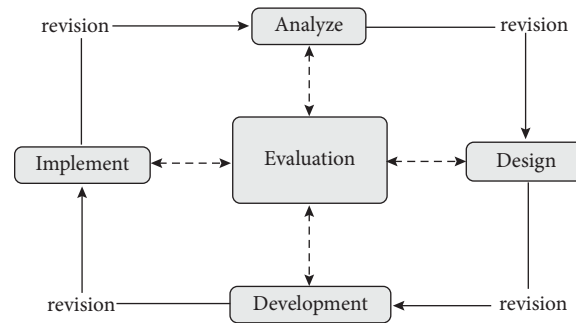 revision
Analyze
revision
Implement
Evaluation
Design
revision
Development
revision